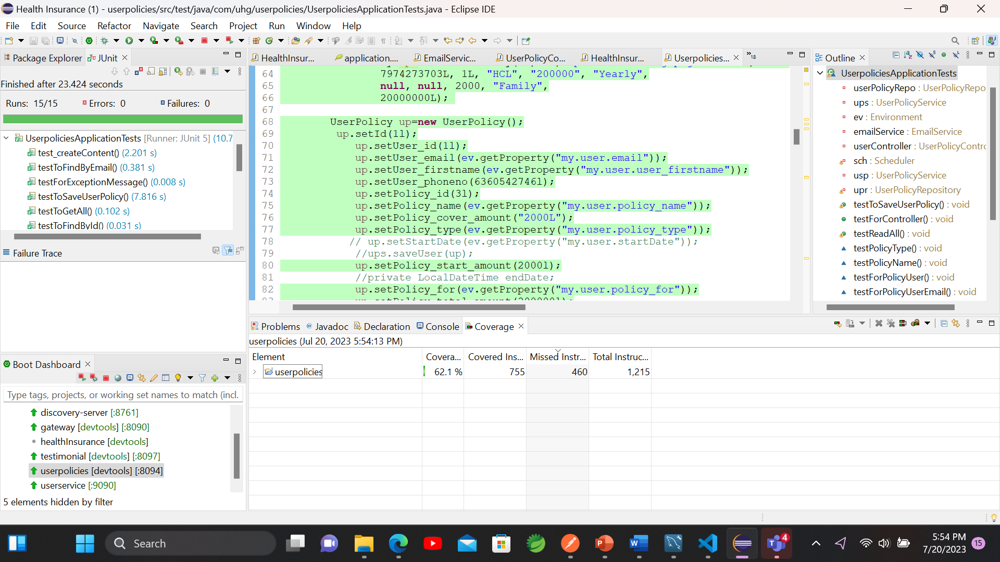 Health Insurance (1) - userpolicies/src/test/java/com/uhg/userpolicies/UserpoliciesApplicationTests.java - Eclipse IDE
File Edit Source Refactor Navigate Search Project Run Window Help
Package Explorer JUnit
Finished after 23.424 seconds
Runs: 15/15 Errors: 0 Failures: 0
UserpoliciesApplicationTests [Runner: JUnit 5] (10.7
test_createContent() (2.201 s)
testToFindByEmail() (0.381 s)
testForExceptionMessage() (0.008 s)
testToSaveUserPolicy() (7.816 s)
testToGetAll() (0.102 s)
testToFindById() (0.031 s)
Failure Trace
Boot Dashboard
Type tags, projects, or working set names to match (incl.
discovery-server [:8761]
gateway [devtools] [:8090]
healthInsurance [devtools]
testimonial [devtools] [:8097]
userpolicies [devtools] [:8094]
userservice [:9090]
5 elements hidden by filter
HealthInsur... application.... EmailServic... UserPolicyCo... HealthInsur... Userpolicies... »18
64 7974273703L, 1L, "HCL", "200000", "Yearly",
65 null, null, 2000, "Family",
66 20000000L);
67
68 UserPolicy up=new UserPolicy();
69 up.setId(1l);
70 up.setUser_id(1l);
71 up.setUser_email(ev.getProperty("my.user.email"));
72 up.setUser_firstname(ev.getProperty("my.user.user_firstname"));
73 up.setUser_phoneno(6360542746l);
74 up.setPolicy_id(3l);
75 up.setPolicy_name(ev.getProperty("my.user.policy_name"));
76 up.setPolicy_cover_amount("2000L");
77 up.setPolicy_type(ev.getProperty("my.user.policy_type"));
78 // up.setStartDate(ev.getProperty("my.user.startDate"));
79 //ups.saveUser(up);
80 up.setPolicy_start_amount(2000l);
81 //private LocalDateTime endDate;
82 up.setPolicy_for(ev.getProperty("my.user.policy_for"));
Outline
UserpoliciesApplicationTests
userPolicyRepo : UserPolicyRepo
ups : UserPolicyService
ev : Environment
emailService : EmailService
userController : UserPolicyContro
sch : Scheduler
usp : UserPolicyService
upr : UserPolicyRepository
testToSaveUserPolicy() : void
testForController() : void
testReadAll() : void
testPolicyType() : void
testPolicyName() : void
testForPolicyUser() : void
testForPolicyUserEmail() : void
Problems Javadoc Declaration Console Coverage
userpolicies (Jul 20, 2023 5:54:13 PM)
Element Covera... Covered Ins... Missed Instr... Total Instruc...
userpolicies 62.1 % 755 460 1,215
Search
4
5:54 PM
7/20/2023
15